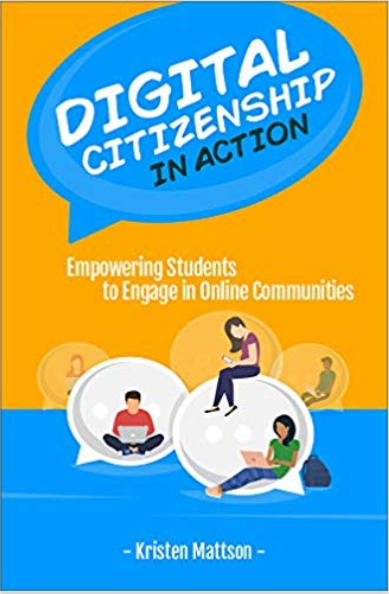 DIGITAL
CITIZENSHIP
IN ACTION
Empowering Students
to Engage in Online Communities
- Kristen Mattson -